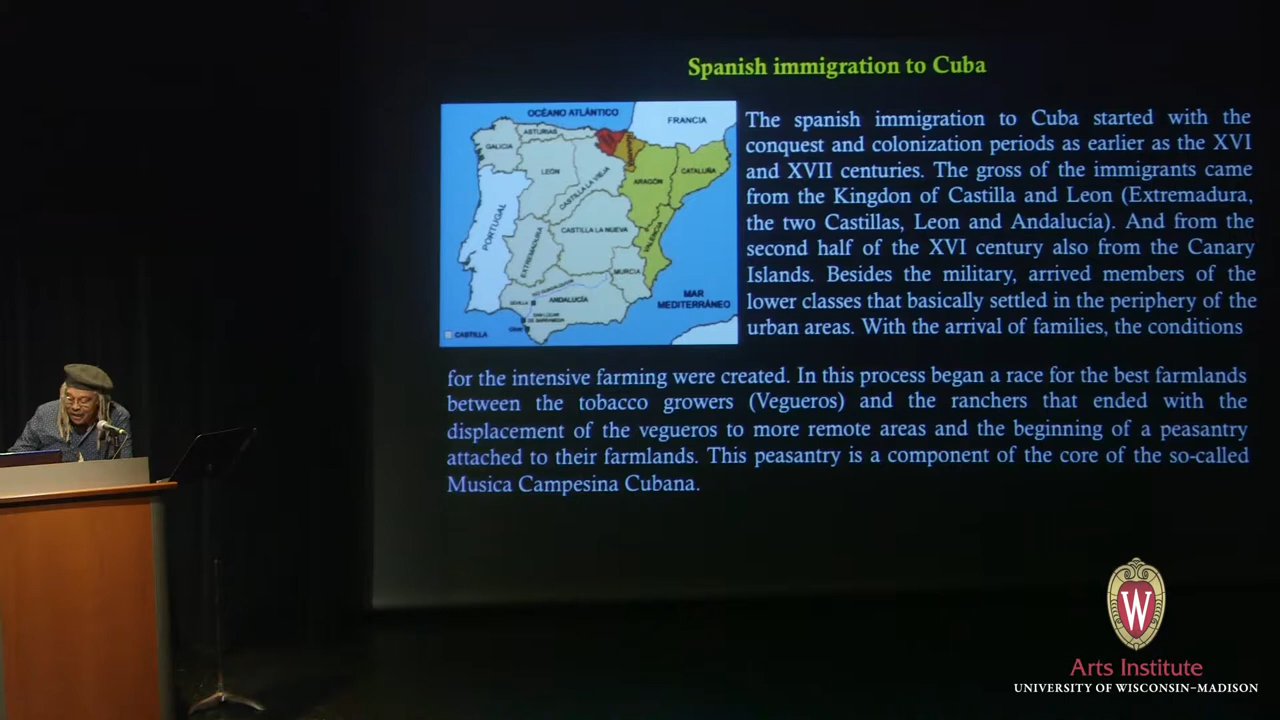 Spanish immigration to Cuba
OCÉANO ATLÁNTICO
FRANCIA
ASTURIAS
GALICIA
LEÓN
CASTILLA LA VIEJA
ARAGÓN
CATALUÑA
PORTUGAL
VALENCIA
EXTREMADURA
CASTILLA LA NUEVA
MURCIA
ANDALUCÍA
SEVILLA
MAR
MEDITERRÁNEO
CASTILLA
The spanish immigration to Cuba started with the
conquest and colonization periods as earlier as the XVI
and XVII centuries. The gross of the immigrants came
from the Kingdon of Castilla and Leon (Extremadura,
the two Castillas, Leon and Andalucía). And from the
second half of the XVI century also from the Canary
Islands. Besides the military, arrived members of the
lower classes that basically settled in the periphery of the
urban areas. With the arrival of families, the conditions
for the intensive farming were created. In this process began a race for the best farmlands
between the tobacco growers (Vegueros) and the ranchers that ended with the
displacement of the vegueros to more remote areas and the beginning of a peasantry
attached to their farmlands. This peasantry is a component of the core of the so-called
Musica Campesina Cubana.
W
Arts Institute
UNIVERSITY OF WISCONSIN–MADISON